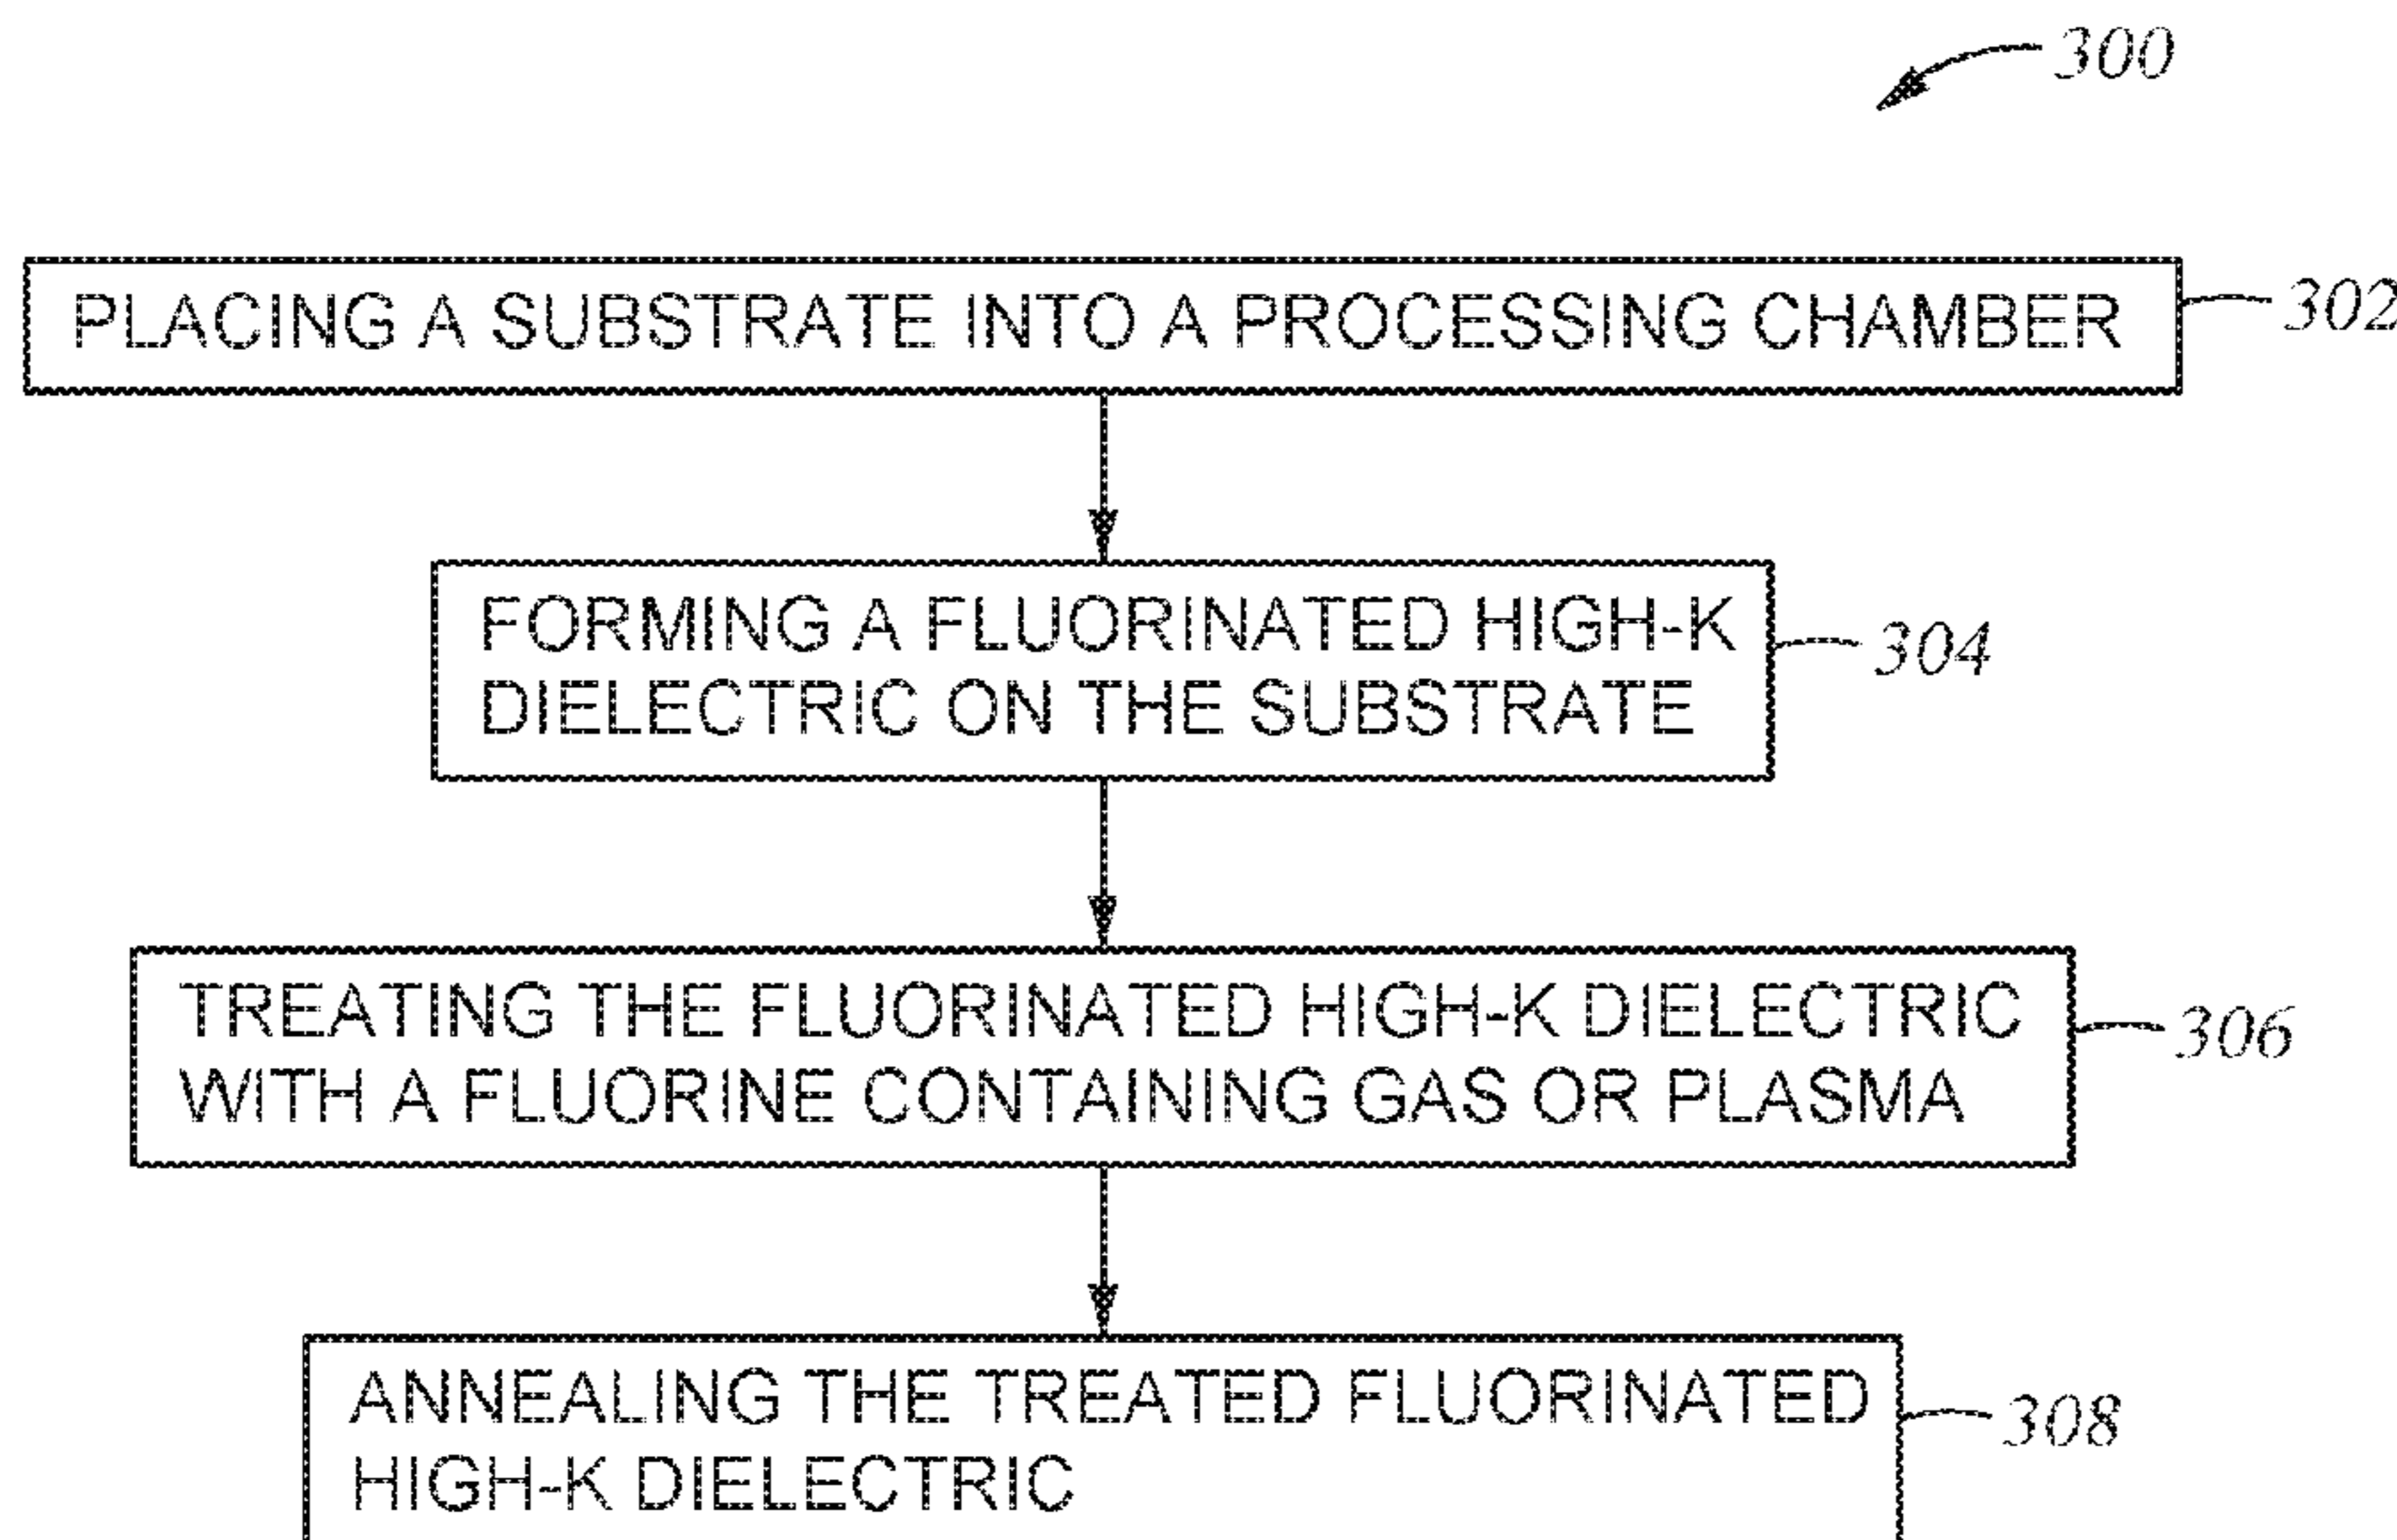 300
PLACING A SUBSTRATE INTO A PROCESSING CHAMBER
302
FORMING A FLUORINATED HIGH-K
DIELECTRIC ON THE SUBSTRATE
304
TREATING THE FLUORINATED HIGH-K DIELECTRIC
WITH A FLUORINE CONTAINING GAS OR PLASMA
306
ANNEALING THE TREATED FLUORINATED
HIGH-K DIELECTRIC
308